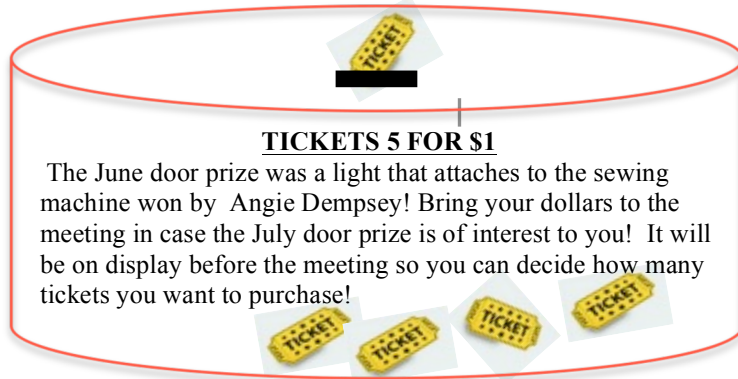 TICKET
TICKETS 5 FOR $1
The June door prize was a light that attaches to the sewing
machine won by  Angie Dempsey! Bring your dollars to the
meeting in case the July door prize is of interest to you!  It will
be on display before the meeting so you can decide how many
tickets you want to purchase!
TICKET
TICKET
TICKET
TICKET